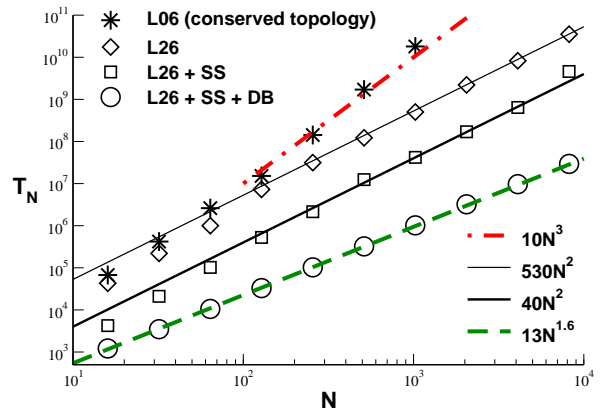 L06 (conserved topology)
L26
L26 + SS
L26 + SS + DB
10^11
10^10
10^9
10^8
10^7
10^6
10^5
10^4
10^3
T_N
10N^3
530N^2
40N^2
13N^1.6
10^1
10^2
10^3
10^4
N